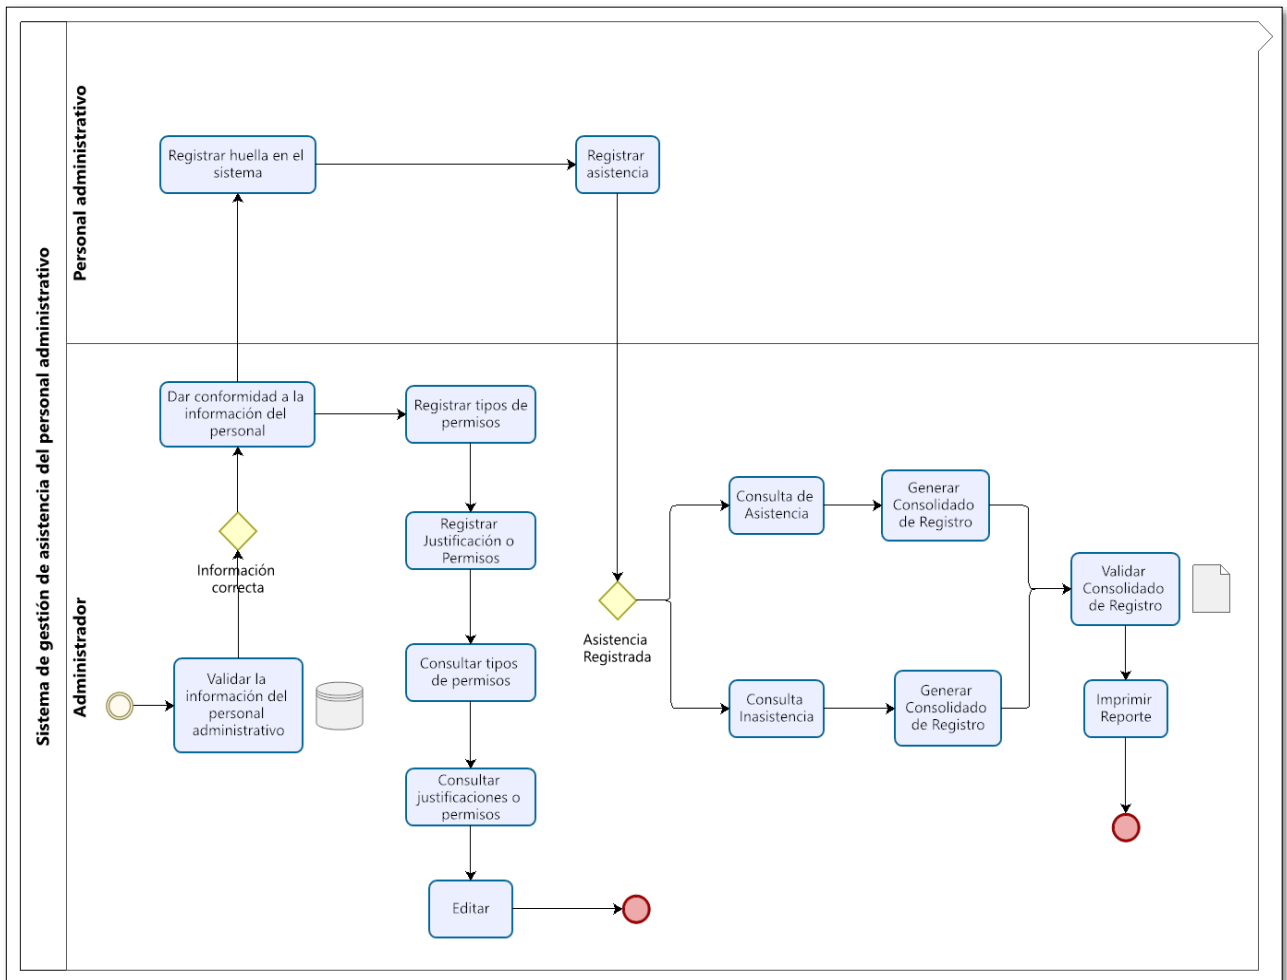 Sistema de gestión de asistencia del personal administrativo
Personal administrativo
Registrar huella en el
sistema
Registrar
asistencia
Administrador
Dar conformidad a la
información del
personal
Registrar tipos de
permisos
Información
correcta
Registrar
Justificación o
Permisos
Validar la
información del
personal
administrativo
Consultar tipos
de permisos
Consultar
justificaciones o
permisos
Editar
Asistencia
Registrada
Consulta de
Asistencia
Generar
Consolidado
de Registro
Consulta
Inasistencia
Generar
Consolidado
de Registro
Validar
Consolidado
de Registro
Imprimir
Reporte